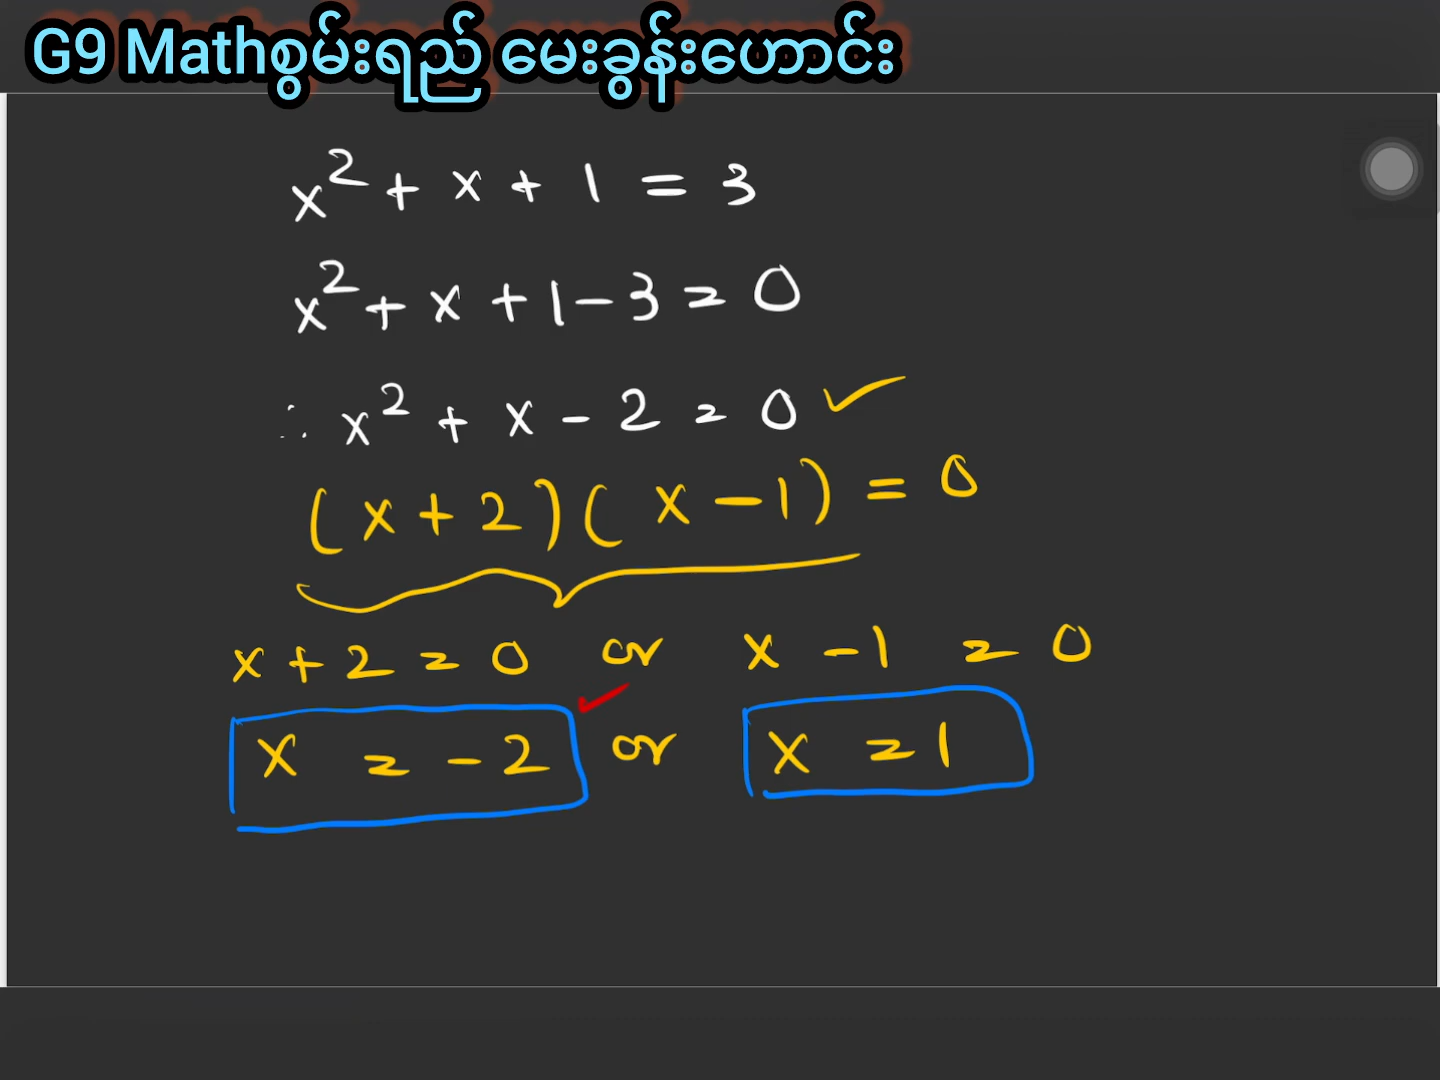 G9 Mathစွမ်းရည် မေးခွန်းဟောင်း
x² + x + 1 = 3
x² + x + 1 - 3 = 0
∴ x² + x - 2 = 0 ✓
(x + 2)(x - 1) = 0
x + 2 = 0 or x - 1 = 0
x = -2 ✓ or x = 1